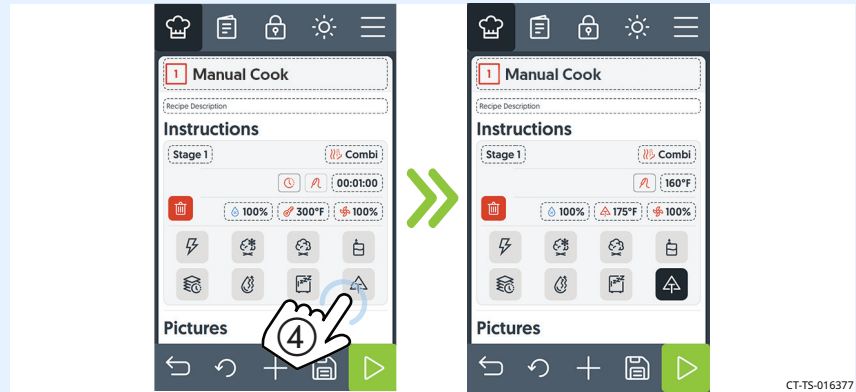 1 Manual Cook
Recipe Description
Instructions
Stage 1
Combi
00:01:00
100% 300°F 100%
Pictures
4
1 Manual Cook
Recipe Description
Instructions
Stage 1
Combi
160°F
100% 175°F 100%
Pictures
CT-TS-016377